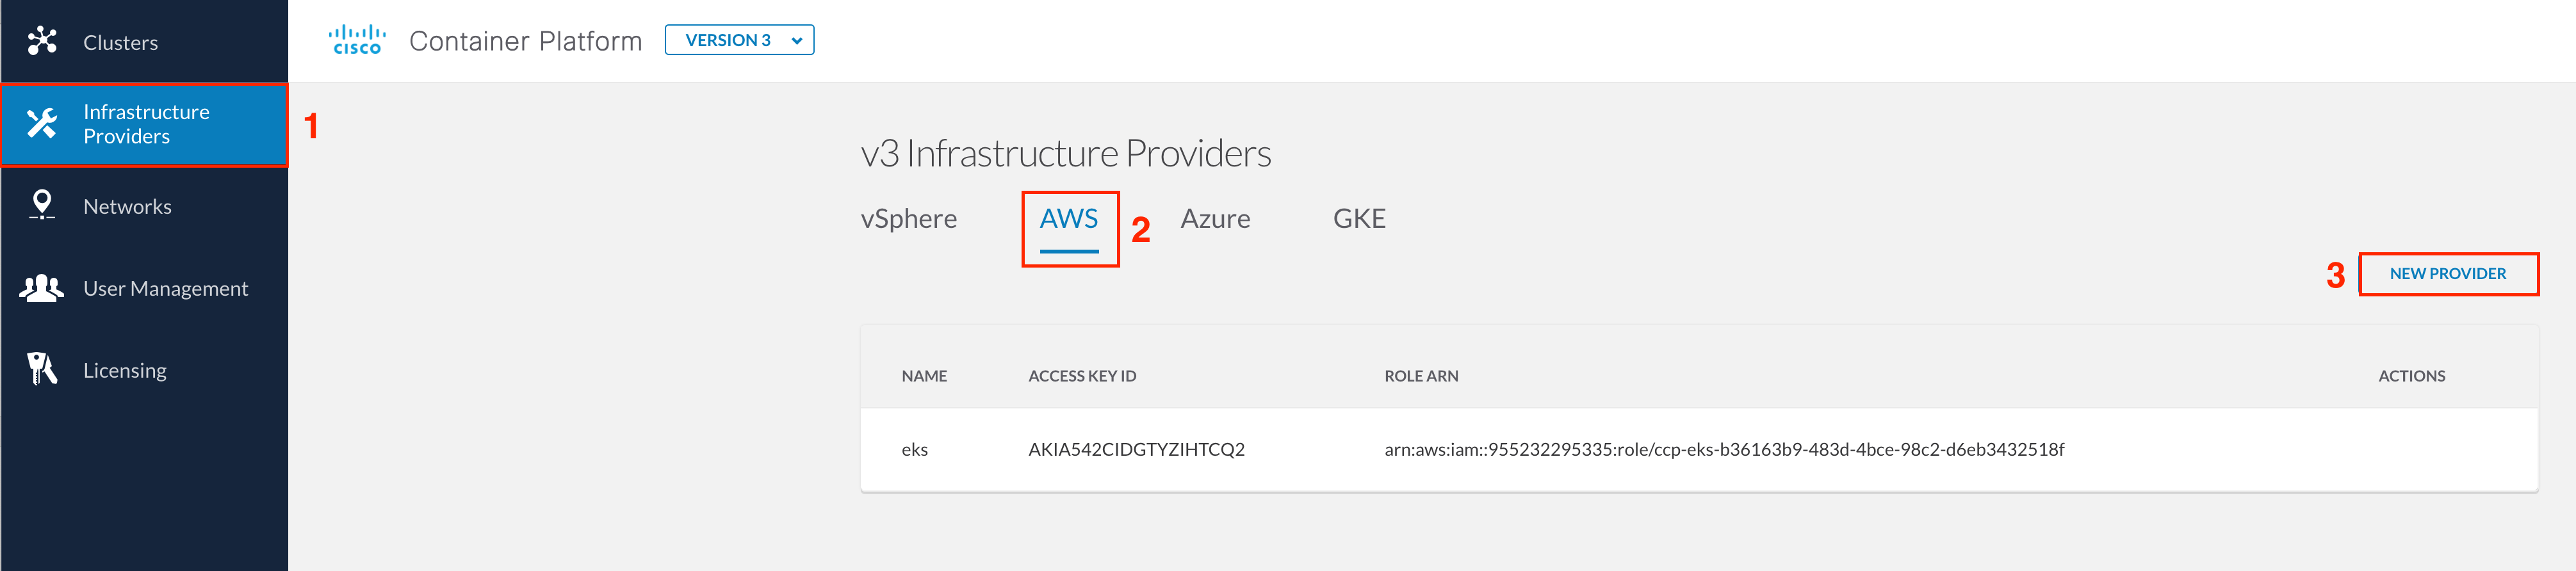 Clusters
CISCO
Container Platform
VERSION 3
Infrastructure
Providers
1
v3 Infrastructure Providers
Networks
vSphere
AWS
2
Azure
GKE
3
NEW PROVIDER
User Management
Licensing
NAME
ACCESS KEY ID
ROLE ARN
ACTIONS
eks
AKIA542CIDGTYZIHTCQ2
arn:aws:iam::955232295335:role/ccp-eks-b36163b9-483d-4bce-98c2-d6eb3432518f